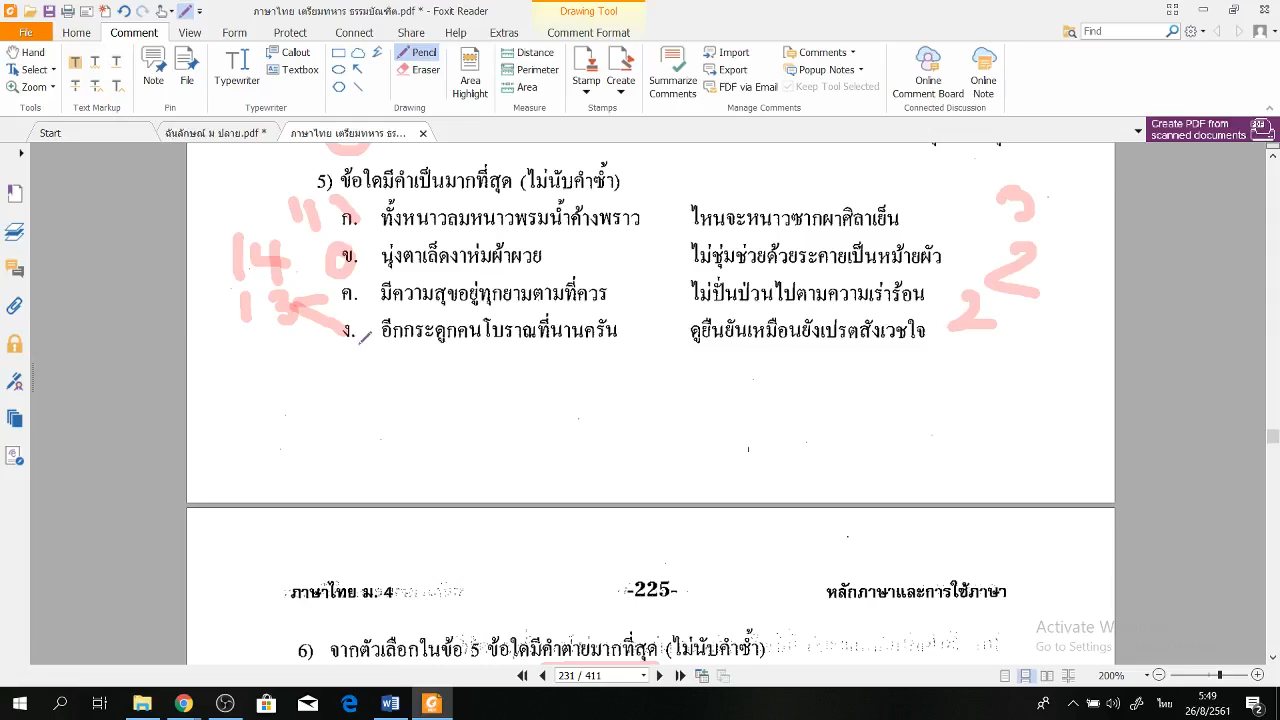 ภาษาไทย เตรียมทหาร ธรรมบัณฑิต.pdf * - Foxit Reader
Drawing Tool
File Home Comment View Form Protect Connect Share Help Extras Comment Format
Find
Hand
Select
Zoom
Tools
Text Markup
Note
File
Pin
Typewriter
Callout
Textbox
Typewriter
Pencil
Eraser
Drawing
Area Highlight
Distance
Perimeter
Area
Measure
Stamp
Create
Stamps
Summarize Comments
Import
Export
FDF via Email
Comments
Popup Notes
Keep Tool Selected
Manage Comments
Online Comment Board
Online Note
Connected Discussion
Start
ฉันลักษณ์ ม ปลาย.pdf *
ภาษาไทย เตรียมทหาร ธร...
Create PDF from scanned documents
5) ข้อใดมีคำเป็นมากที่สุด (ไม่นับคำซ้ำ)
ก. ทั้งหนาวลมหนาวพรมน้ำค้างพราว ไหนจะหนาวซากผาศิลาเย็น
ข. นุ่งตาเล็ดงาห่มผ้าผวย ไม่ชุ่มช่วยด้วยระคายเป็นหม้ายผัว
ค. มีความสุขอยู่ทุกยามตามที่ควร ไม่ปั่นป่วนไปตามความเร่าร้อน
ง. อีกกระดูกคนโบราณที่นานครัน ดูยืนยันเหมือนยังเปรตสังเวชใจ
14
13
2
2
ภาษาไทย ม. 4 -225- หลักภาษาและการใช้ภาษา
6) จากตัวเลือกในข้อ 5 ข้อใดมีคำตายมากที่สุด (ไม่นับคำซ้ำ)
Go to Settings
231 / 411
200%
ไทย
5:49
26/8/2561